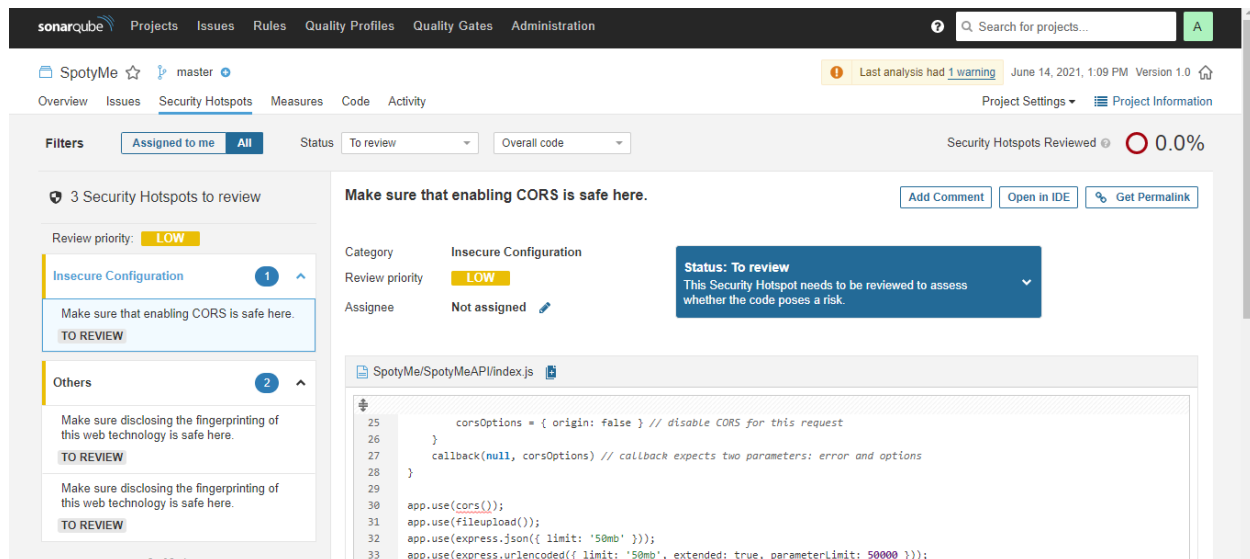 sonarqube Projects Issues Rules Quality Profiles Quality Gates Administration ? Search for projects... A
SpotyMe master Last analysis had 1 warning June 14, 2021, 1:09 PM Version 1.0
Overview Issues Security Hotspots Measures Code Activity Project Settings Project Information
Filters Assigned to me All Status To review Overall code Security Hotspots Reviewed ? 0.0%
3 Security Hotspots to review
Review priority: LOW
Insecure Configuration 1
Make sure that enabling CORS is safe here.
TO REVIEW
Others 2
Make sure disclosing the fingerprinting of
this web technology is safe here.
TO REVIEW
Make sure disclosing the fingerprinting of
this web technology is safe here.
TO REVIEW
Make sure that enabling CORS is safe here. Add Comment Open in IDE Get Permalink
Category Insecure Configuration
Review priority LOW
Assignee Not assigned
Status: To review
This Security Hotspot needs to be reviewed to assess
whether the code poses a risk.
SpotyMe/SpotyMeAPI/index.js
25 corsOptions = { origin: false } // disable CORS for this request
26 }
27 callback(null, corsOptions) // callback expects two parameters: error and options
28 }
29
30 app.use(cors());
31 app.use(fileupload());
32 app.use(express.json({ limit: '50mb' }));
33 app.use(express.urlencoded({ limit: '50mb', extended: true, parameterLimit: 50000 }));